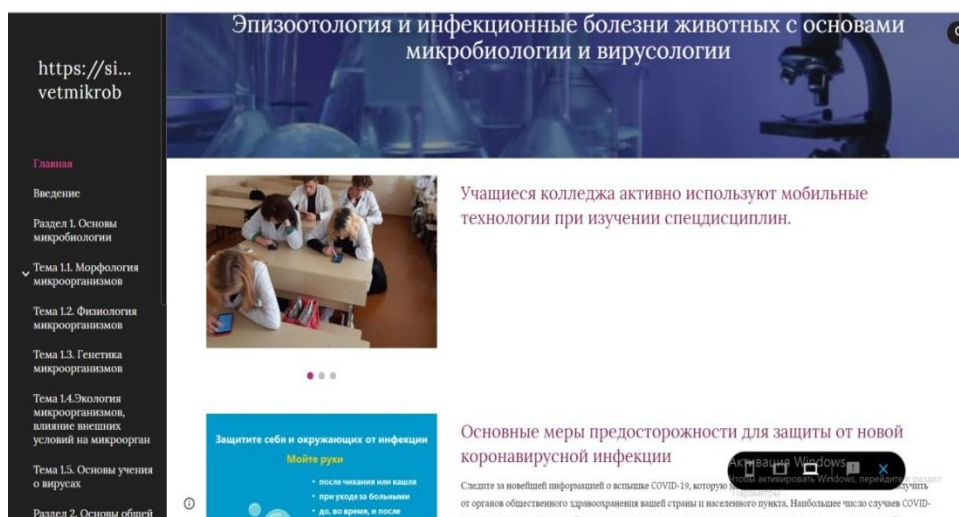 Эпизоотология и инфекционные болезни животных с основами
микробиологии и вирусологии
https://si...
vetmikrob
Главная
Введение
Раздел 1. Основы
микробиологии
Тема 1.1. Морфология
микроорганизмов
Тема 1.2. Физиология
микроорганизмов
Тема 1.3. Генетика
микроорганизмов
Тема 1.4.Экология
микроорганизмов,
влияние внешних
условий на микроорган
Тема 1.5. Основы учения
о вирусах
Раздел 2. Основы общей
Учащиеся колледжа активно используют мобильные
технологии при изучении спецдисциплин.
Защитите себя и окружающих от инфекции
Мойте руки
• после чихания или кашля
• при уходе за больными
• до, во время, и после
Основные меры предосторожности для защиты от новой
коронавирусной инфекции
Активация Windows
Чтобы активировать Windows, перейдите раздел
Параметры
Следите за новейшей информацией о вспышке COVID-19, которую
лучить
от органов общественного здравоохранения вашей страны и населенного пункта, Наибольшее число случаев COVID-